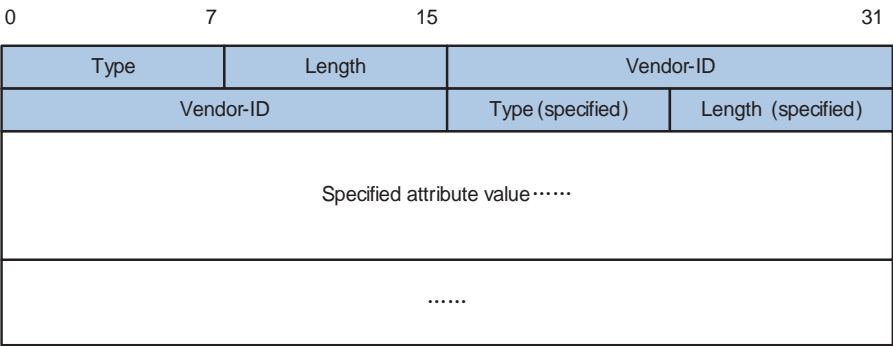 0 7 15 31
Type Length Vendor-ID
Vendor-ID Type (specified) Length (specified)
Specified attribute value······
······